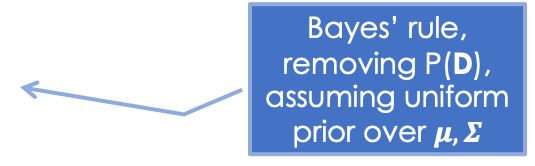 Bayes’ rule,
removing P(D),
assuming uniform
prior over μ, Σ